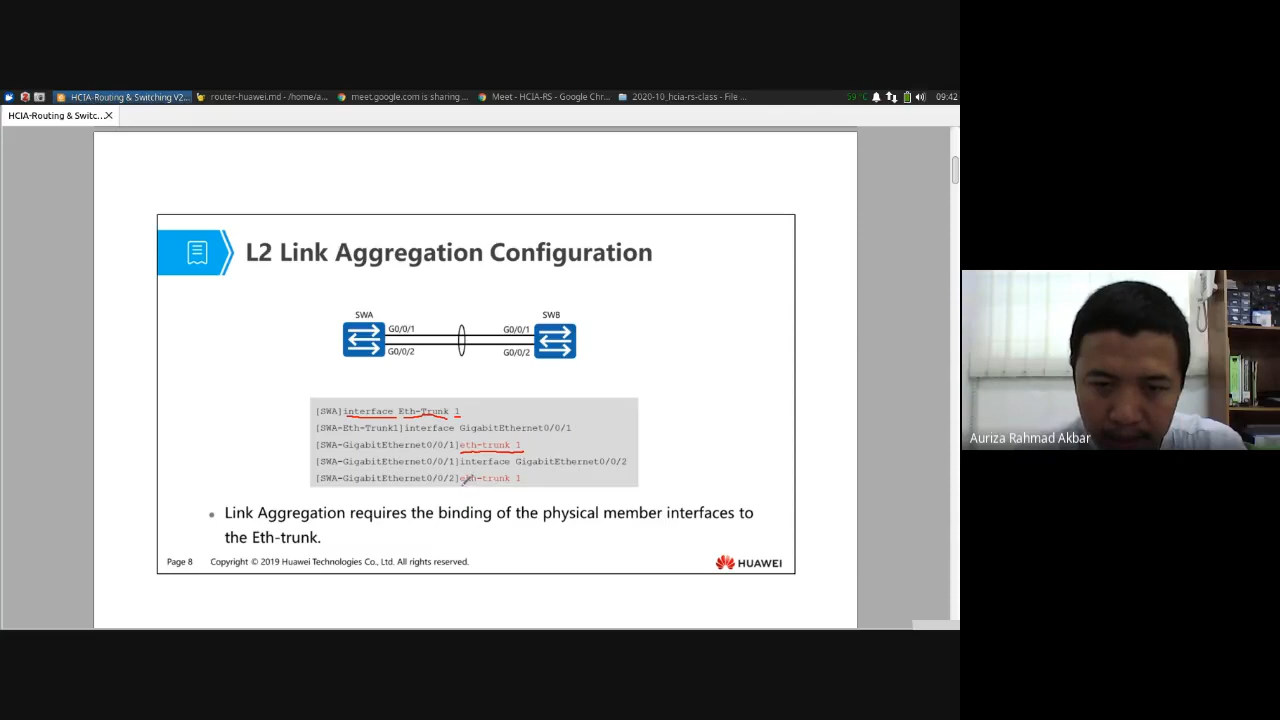 HCIA-Routing & Switching V2...
router-huawei.md - /home/a...
meet.google.com is sharing ...
Meet - HCIA-RS - Google Chr...
2020-10_hcia-rs-class - File ...
59°C
09:42
HCIA-Routing & Switc...
L2 Link Aggregation Configuration
SWA
SWB
G0/0/1
G0/0/1
G0/0/2
G0/0/2
[SWA]interface Eth-Trunk 1
[SWA-Eth-Trunk1]interface GigabitEthernet0/0/1
[SWA-GigabitEthernet0/0/1]eth-trunk 1
[SWA-GigabitEthernet0/0/1]interface GigabitEthernet0/0/2
[SWA-GigabitEthernet0/0/2]eth-trunk 1
• Link Aggregation requires the binding of the physical member interfaces to
the Eth-trunk.
Page 8 Copyright © 2019 Huawei Technologies Co., Ltd. All rights reserved.
HUAWEI
Auriza Rahmad Akbar